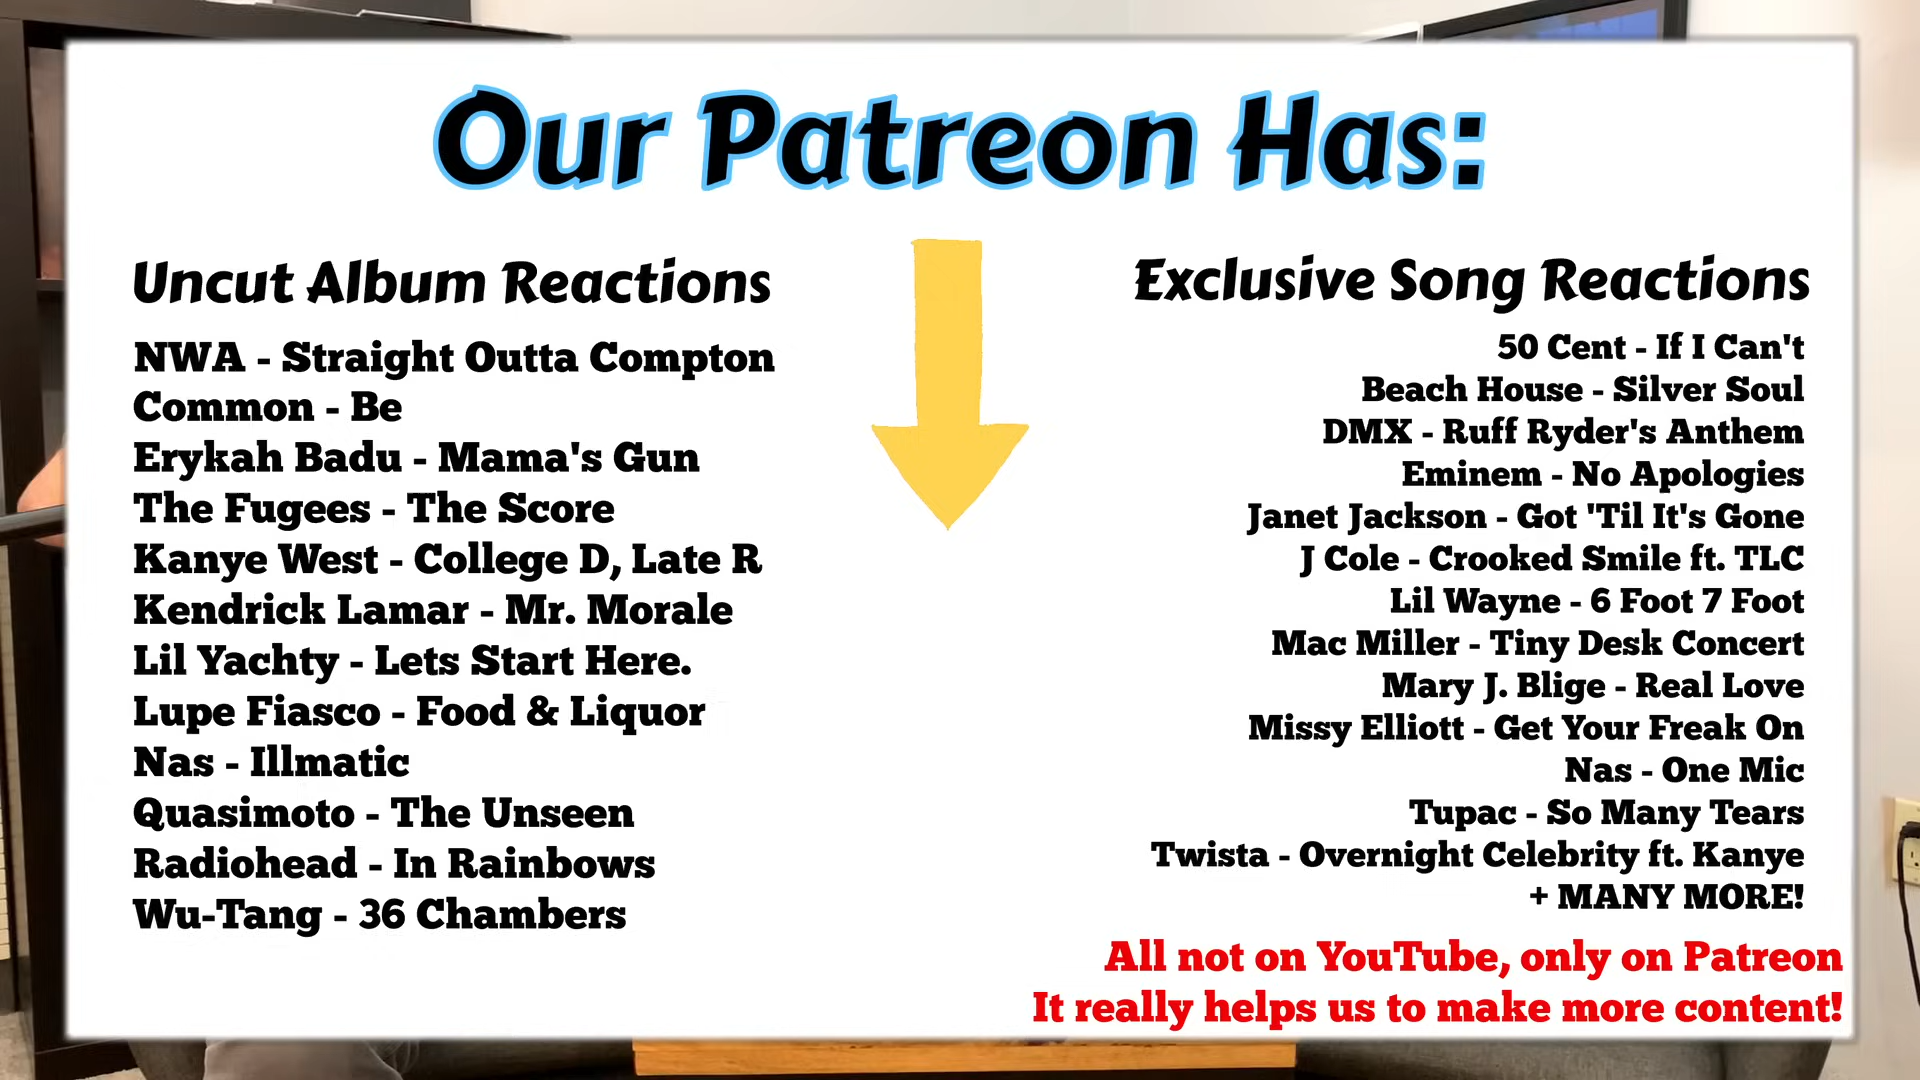 Our Patreon Has:
Uncut Album Reactions
NWA - Straight Outta Compton
Common - Be
Erykah Badu - Mama's Gun
The Fugees - The Score
Kanye West - College D, Late R
Kendrick Lamar - Mr. Morale
Lil Yachty - Lets Start Here.
Lupe Fiasco - Food & Liquor
Nas - Illmatic
Quasimoto - The Unseen
Radiohead - In Rainbows
Wu-Tang - 36 Chambers
Exclusive Song Reactions
50 Cent - If I Can't
Beach House - Silver Soul
DMX - Ruff Ryder's Anthem
Eminem - No Apologies
Janet Jackson - Got 'Til It's Gone
J Cole - Crooked Smile ft. TLC
Lil Wayne - 6 Foot 7 Foot
Mac Miller - Tiny Desk Concert
Mary J. Blige - Real Love
Missy Elliott - Get Your Freak On
Nas - One Mic
Tupac - So Many Tears
Twista - Overnight Celebrity ft. Kanye
+ MANY MORE!
All not on YouTube, only on Patreon
It really helps us to make more content!